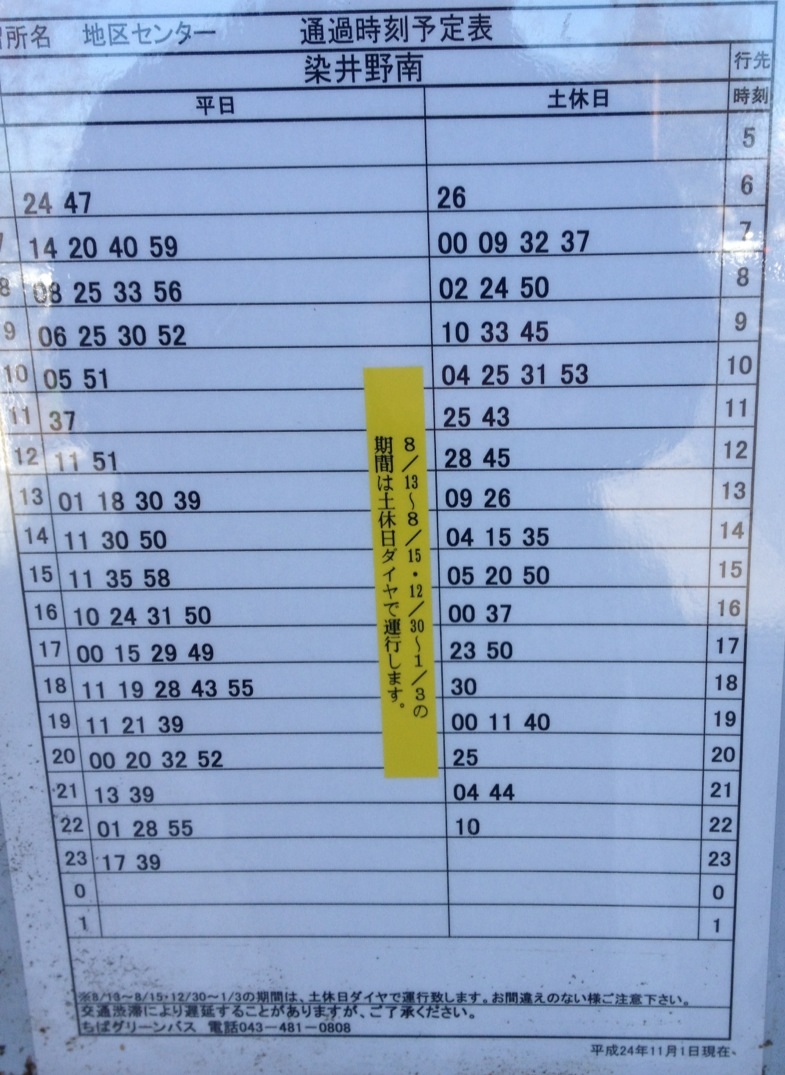 所名 地区センター 通過時刻予定表
染井野南 行先
平日 土休日 時刻
5
24 47 26 6
14 20 40 59 00 09 32 37 7
8 08 25 33 56 02 24 50 8
9 06 25 30 52 10 33 45 9
10 05 51 04 25 31 53 10
11 37 25 43 11
12 11 51 28 45 12
13 01 18 30 39 09 26 13
14 11 30 50 04 15 35 14
15 11 35 58 05 20 50 15
16 10 24 31 50 00 37 16
17 00 15 29 49 23 50 17
18 11 19 28 43 55 30 18
19 11 21 39 00 11 40 19
20 00 20 32 52 25 20
21 13 39 04 44 21
22 01 28 55 10 22
23 17 39 23
0 0
1 1
8/13〜8/15・12/30〜1/3の
期間は土休日ダイヤで運行します。
※8/13〜8/15・12/30〜1/3の期間は、土休日ダイヤで運行致します。お間違えのない様ご注意下さい。
交通渋滞により遅延することがありますが、ご了承ください。
ちばグリーンバス 電話043－481－0808
平成24年11月1日現在